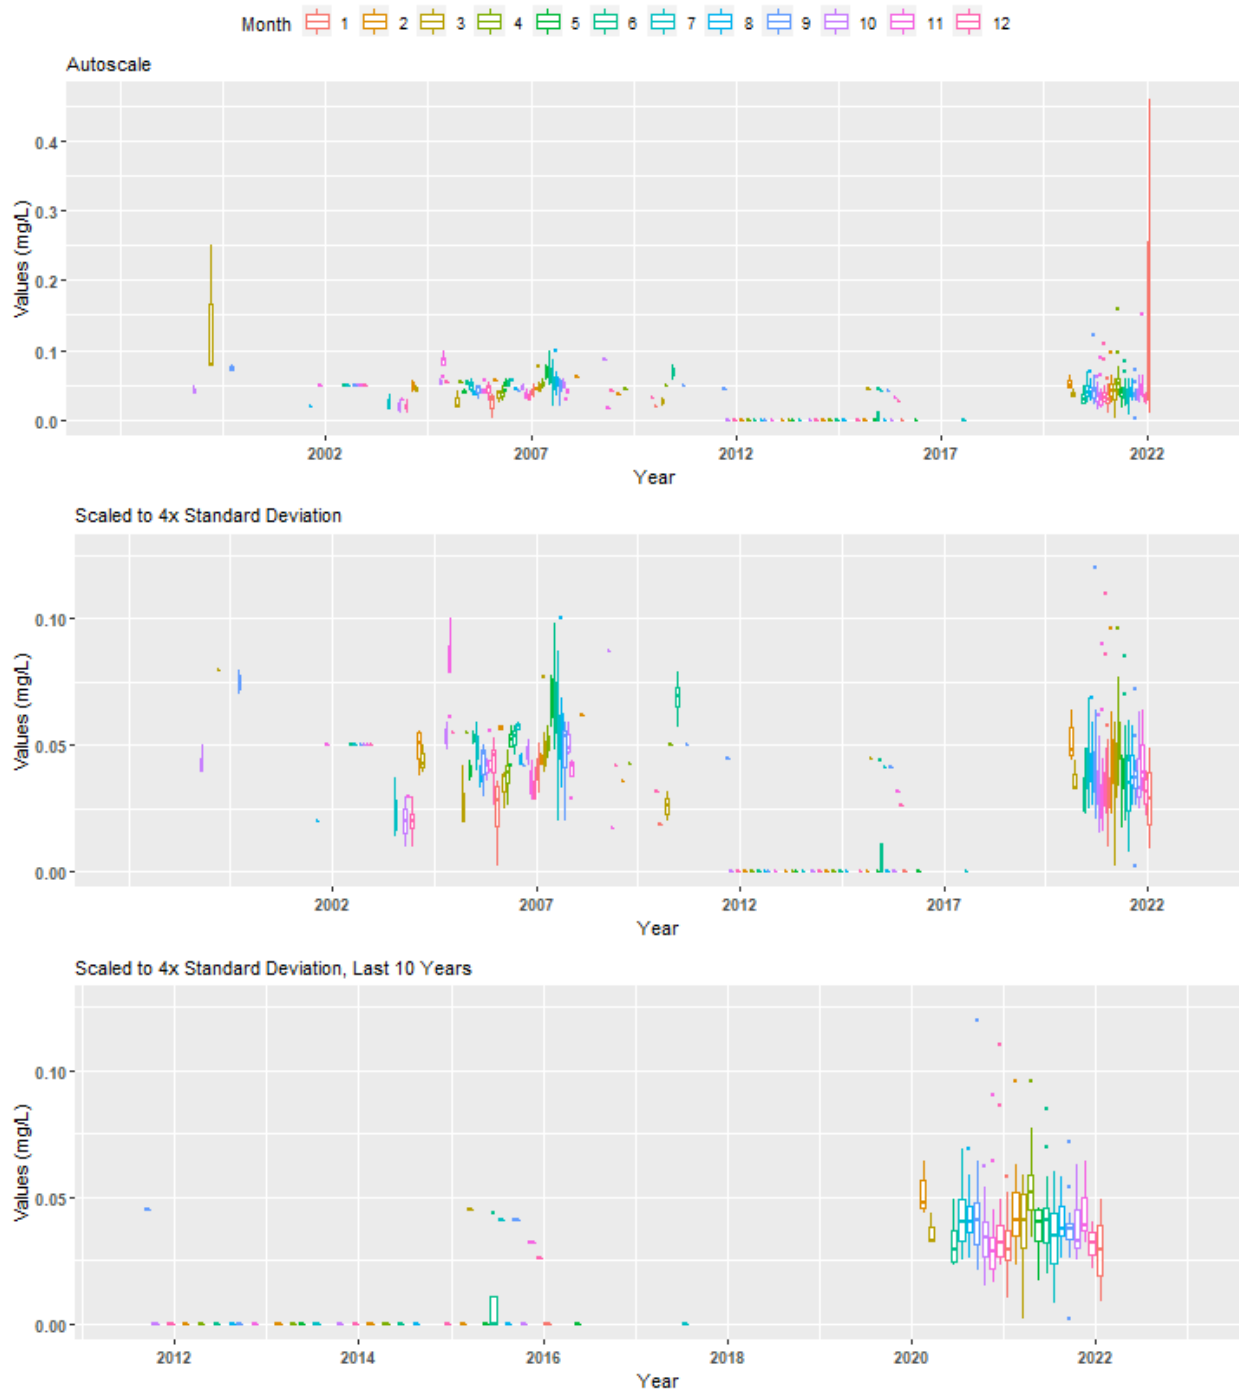 Month 1 2 3 4 5 6 7 8 9 10 11 12
Autoscale
0.4
0.3
0.2
0.1
0.0
Values (mg/L)
2002 2007 2012 2017 2022
Year
Scaled to 4x Standard Deviation
0.10
0.05
0.00
Values (mg/L)
2002 2007 2012 2017 2022
Year
Scaled to 4x Standard Deviation, Last 10 Years
0.10
0.05
0.00
Values (mg/L)
2012 2014 2016 2018 2020 2022
Year